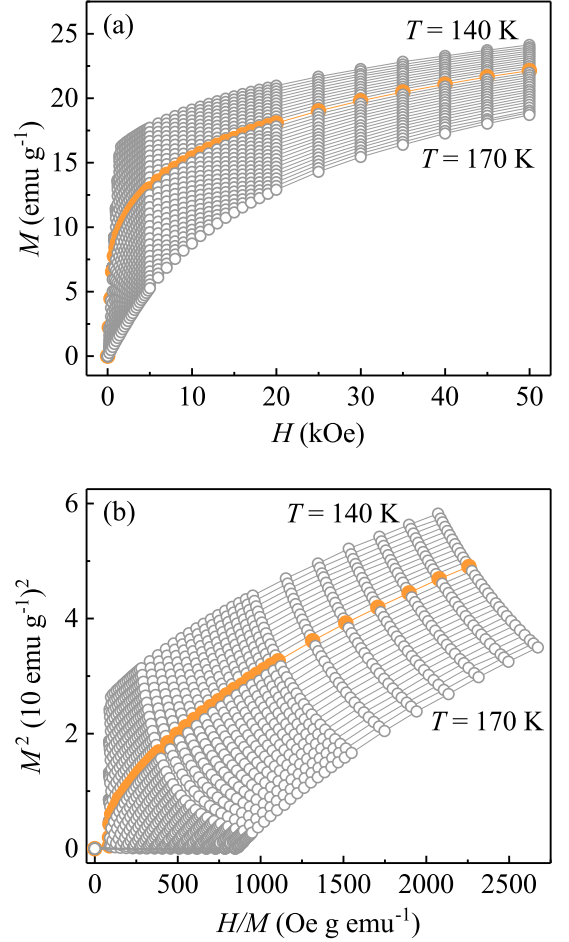 (a)
T = 140 K
T = 170 K
25
20
15
10
5
0
M (emu g⁻¹)
0 10 20 30 40 50
H (kOe)
(b)
T = 140 K
T = 170 K
6
4
2
0
M² (10 emu g⁻¹)²
0 500 1000 1500 2000 2500
H/M (Oe g emu⁻¹)